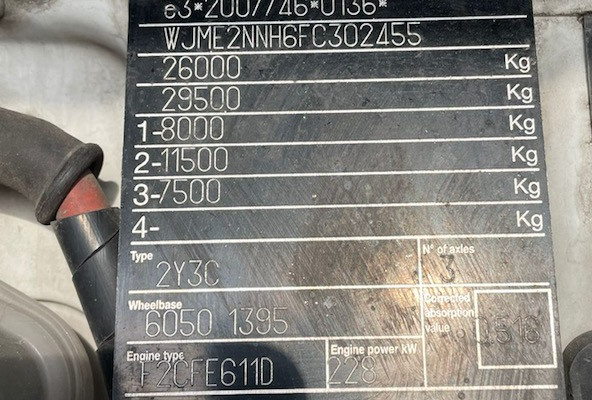 e3*2007/46*0136*
WJME2NNH6FC302455
26000 Kg
29500 Kg
1-8000 Kg
2-11500 Kg
3-7500 Kg
4- Kg
Type
2Y3C
N° of axles
3
Wheelbase
6050 1395
Corrected
absorption
value
Engine type
F2CFE611D
Engine power kW
228